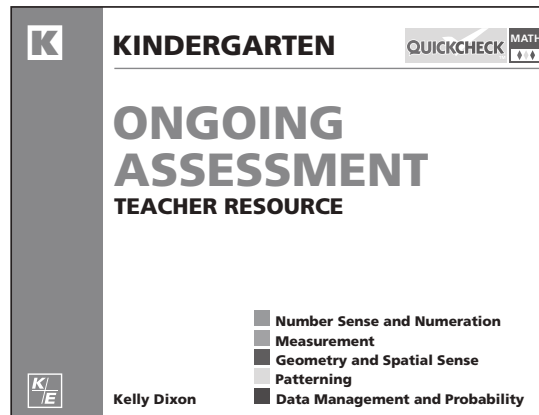 K
KINDERGARTEN
QUICKCHECK MATH
ONGOING
ASSESSMENT
TEACHER RESOURCE
Number Sense and Numeration
Measurement
Geometry and Spatial Sense
Patterning
Data Management and Probability
K/E
Kelly Dixon